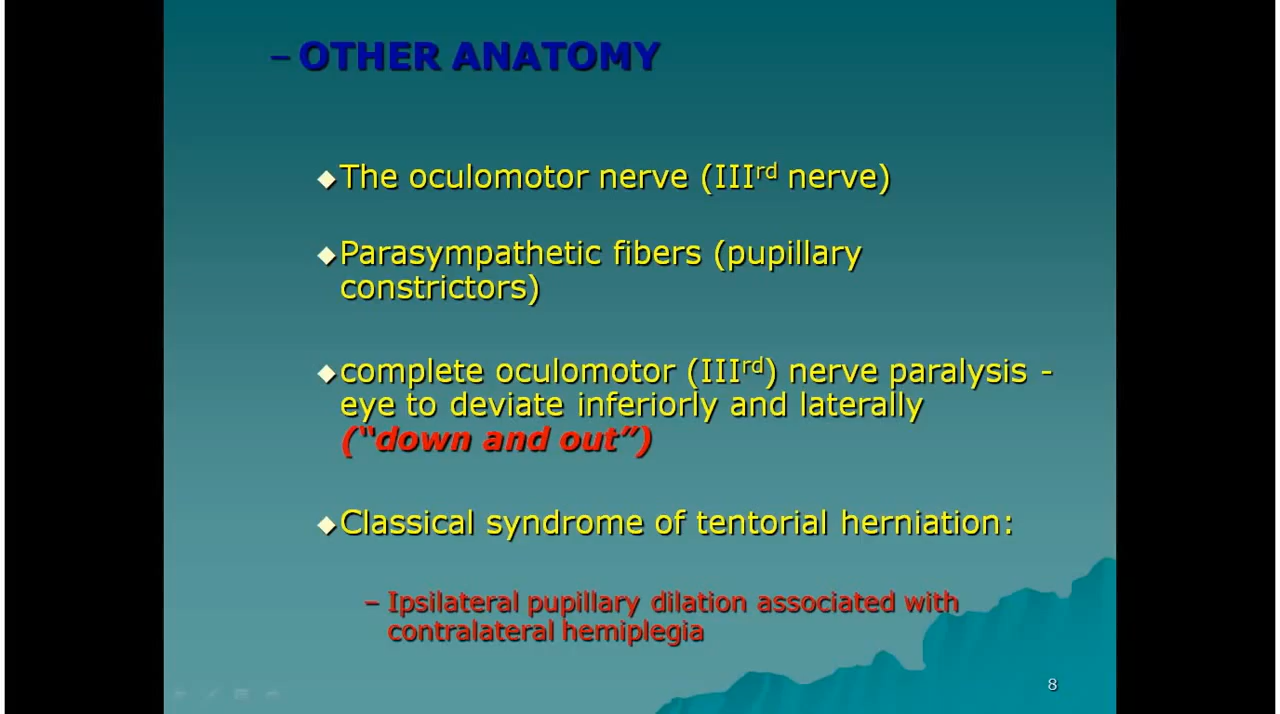 – OTHER ANATOMY
◆The oculomotor nerve (IIIrd nerve)
◆Parasympathetic fibers (pupillary
constrictors)
◆complete oculomotor (IIIrd) nerve paralysis -
eye to deviate inferiorly and laterally
(“down and out”)
◆Classical syndrome of tentorial herniation:
– Ipsilateral pupillary dilation associated with
contralateral hemiplegia
8